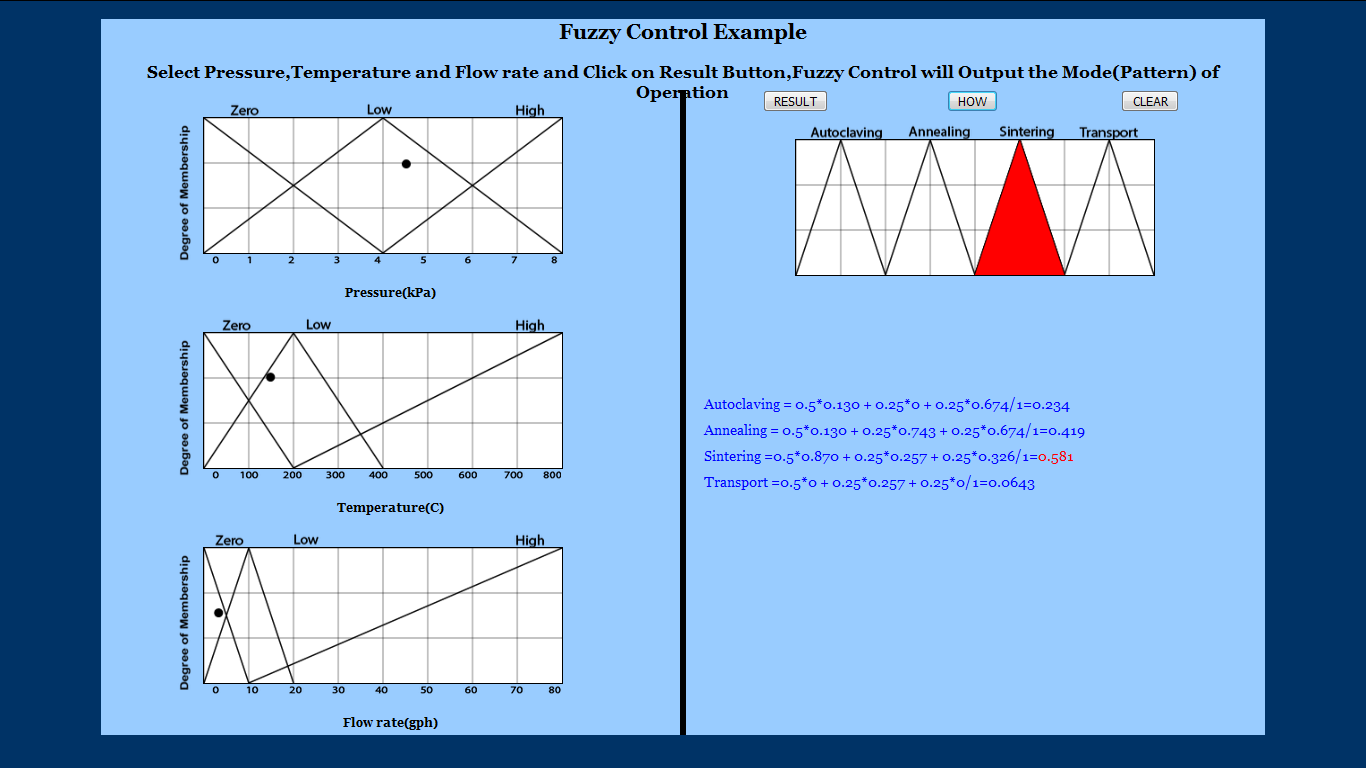 Fuzzy Control Example
Select Pressure,Temperature and Flow rate and Click on Result Button,Fuzzy Control will Output the Mode(Pattern) of
Operation
Zero Low High
Degree of Membership
0 1 2 3 4 5 6 7 8
Pressure(kPa)
Zero Low High
Degree of Membership
0 100 200 300 400 500 600 700 800
Temperature(C)
Zero Low High
Degree of Membership
0 10 20 30 40 50 60 70 80
Flow rate(gph)
RESULT HOW CLEAR
Autoclaving Annealing Sintering Transport
Autoclaving = 0.5*0.130 + 0.25*0 + 0.25*0.674/1=0.234
Annealing = 0.5*0.130 + 0.25*0.743 + 0.25*0.674/1=0.419
Sintering =0.5*0.870 + 0.25*0.257 + 0.25*0.326/1=0.581
Transport =0.5*0 + 0.25*0.257 + 0.25*0/1=0.0643